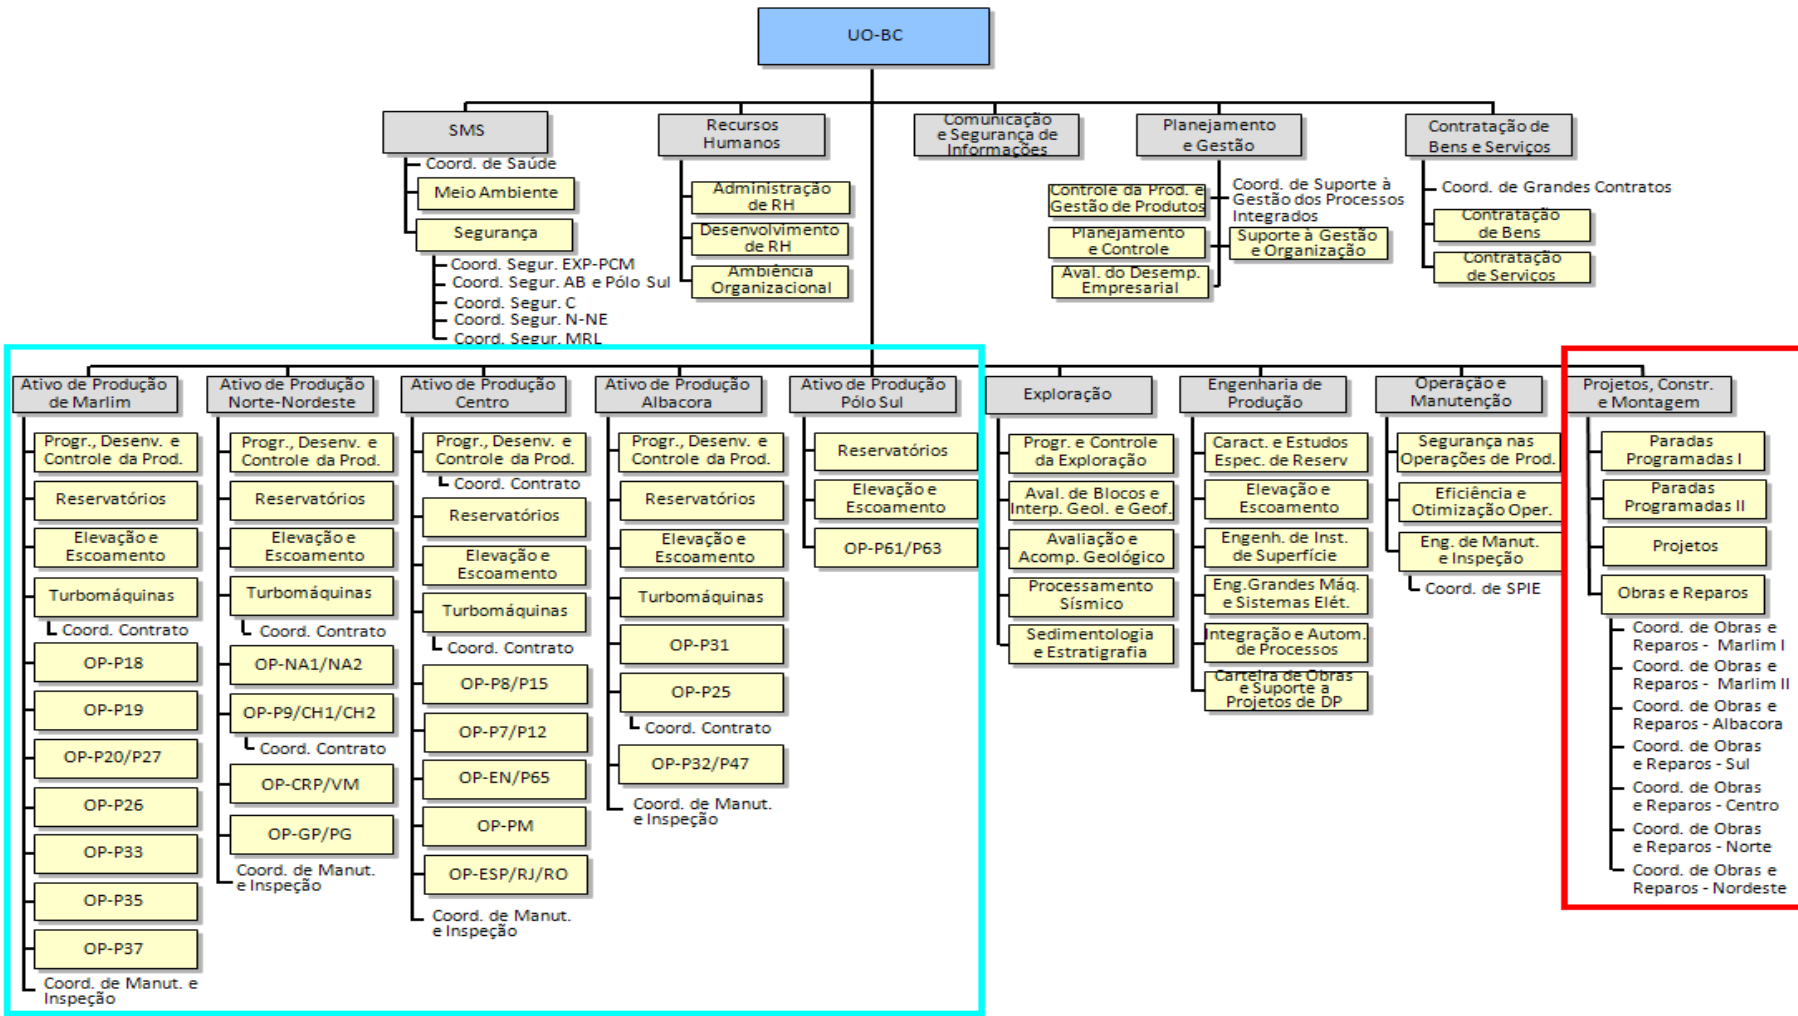 UO-BC
SMS
Coord. de Saúde
Meio Ambiente
Segurança
Coord. Segur. EXP-PCM
Coord. Segur. AB e Pólo Sul
Coord. Segur. C
Coord. Segur. N-NE
Coord. Segur. MRL
Recursos
Humanos
Administração
de RH
Desenvolvimento
de RH
Ambiência
Organizacional
Comunicação
e Segurança de
Informações
Planejamento
e Gestão
Controle da Prod. e
Gestão de Produtos
Coord. de Suporte à
Gestão dos Processos
Integrados
Planejamento
e Controle
Suporte à Gestão
e Organização
Aval. do Desemp.
Empresarial
Contratação de
Bens e Serviços
Coord. de Grandes Contratos
Contratação
de Bens
Contratação
de Serviços
Ativo de Produção
de Marlim
Progr., Desenv. e
Controle da Prod.
Reservatórios
Elevação e
Escoamento
Turbomáquinas
Coord. Contrato
OP-P18
OP-P19
OP-P20/P27
OP-P26
OP-P33
OP-P35
OP-P37
Coord. de Manut. e
Inspeção
Ativo de Produção
Norte-Nordeste
Progr., Desenv. e
Controle da Prod.
Reservatórios
Elevação e
Escoamento
Turbomáquinas
Coord. Contrato
OP-NA1/NA2
OP-P9/CH1/CH2
Coord. Contrato
OP-CRP/VM
OP-GP/PG
Coord. de Manut.
e Inspeção
Ativo de Produção
Centro
Progr., Desenv. e
Controle da Prod.
Coord. Contrato
Reservatórios
Elevação e
Escoamento
Turbomáquinas
Coord. Contrato
OP-P8/P15
OP-P7/P12
OP-EN/P65
OP-PM
OP-ESP/RJ/RO
Coord. de Manut.
e Inspeção
Ativo de Produção
Albacora
Progr., Desenv. e
Controle da Prod.
Reservatórios
Elevação e
Escoamento
Turbomáquinas
OP-P31
OP-P25
Coord. Contrato
OP-P32/P47
Coord. de Manut.
e Inspeção
Ativo de Produção
Pólo Sul
Reservatórios
Elevação e
Escoamento
OP-P61/P63
Exploração
Progr. e Controle
da Exploração
Aval. de Blocos e
Interp. Geol. e Geof.
Avaliação e
Acomp. Geológico
Processamento
Sísmico
Sedimentologia
e Estratigrafia
Engenharia de
Produção
Caract. e Estudos
Espec. de Reserv
Elevação e
Escoamento
Engenh. de Inst.
de Superfície
Eng.Grandes Máq.
e Sistemas Elét.
Integração e Autom.
de Processos
Carteira de Obras
e Suporte a
Projetos de DP
Operação e
Manutenção
Segurança nas
Operações de Prod.
Eficiência e
Otimização Oper.
Eng. de Manut.
e Inspeção
Coord. de SPIE
Projetos, Constr.
e Montagem
Paradas
Programadas I
Paradas
Programadas II
Projetos
Obras e Reparos
Coord. de Obras e
Reparos - Marlim I
Coord. de Obras e
Reparos - Marlim II
Coord. de Obras e
Reparos - Albacora
Coord. de Obras
e Reparos - Sul
Coord. de Obras
e Reparos - Centro
Coord. de Obras
e Reparos - Norte
Coord. de Obras e
Reparos - Nordeste